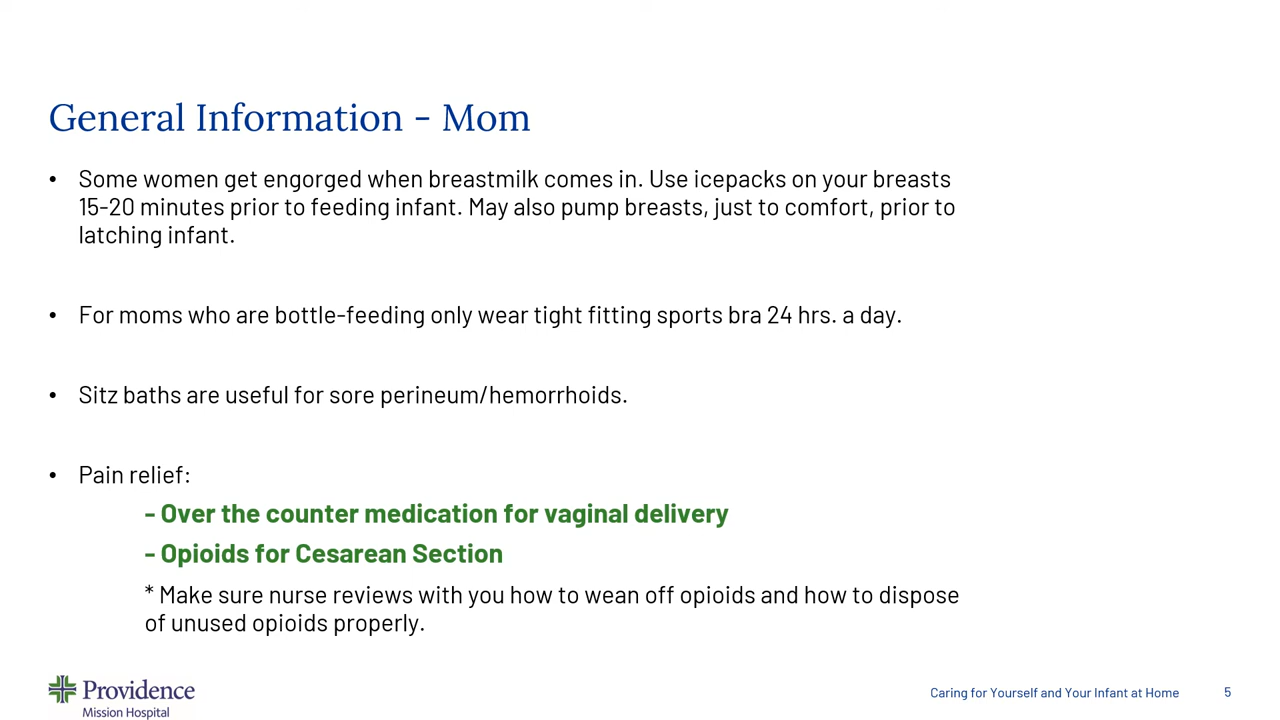 General Information - Mom
• Some women get engorged when breastmilk comes in. Use icepacks on your breasts
15-20 minutes prior to feeding infant. May also pump breasts, just to comfort, prior to
latching infant.
• For moms who are bottle-feeding only wear tight fitting sports bra 24 hrs. a day.
• Sitz baths are useful for sore perineum/hemorrhoids.
• Pain relief:
- Over the counter medication for vaginal delivery
- Opioids for Cesarean Section
* Make sure nurse reviews with you how to wean off opioids and how to dispose
of unused opioids properly.
Providence
Mission Hospital
Caring for Yourself and Your Infant at Home 5